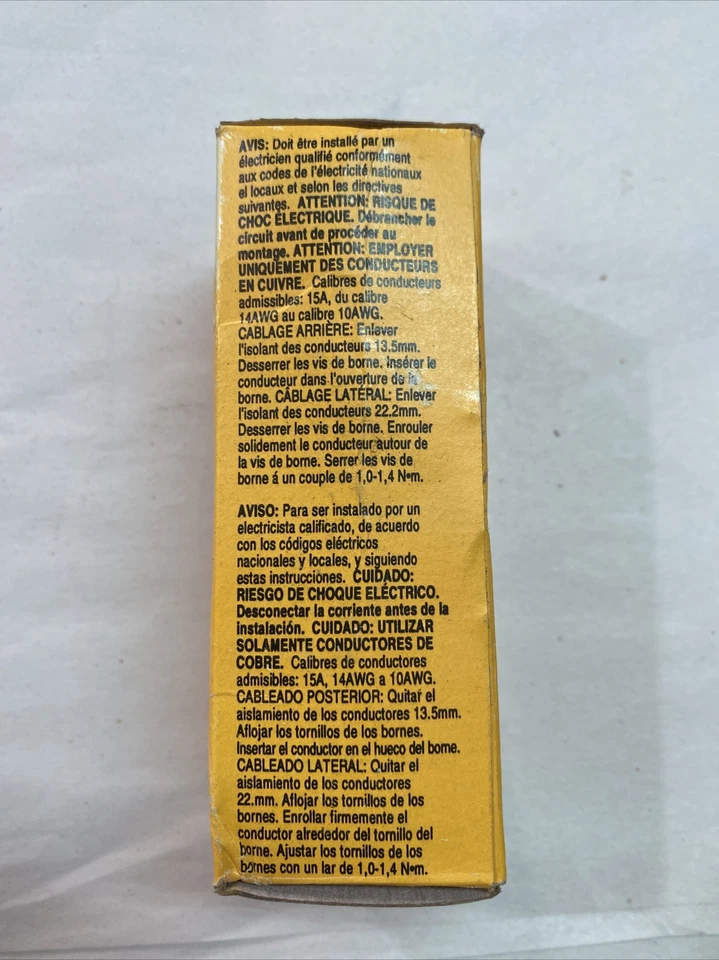 AVIS: Doit être installé par un
électricien qualifié conformément
aux codes de l'électricité nationaux
el locaux et selon les directives
suivantes. ATTENTION: RISQUE DE
CHOC ÉLECTRIQUE. Débrancher le
circuit avant de procéder au
montage. ATTENTION: EMPLOYER
UNIQUEMENT DES CONDUCTEURS
EN CUIVRE. Calibres de conducteurs
admissibles: 15A, du calibre
14AWG au calibre 10AWG.
CABLAGE ARRIÈRE: Enlever
l'isolant des conducteurs 13.5mm.
Desserrer les vis de borne. Insérer le
conducteur dans l'ouverture de la
borne. CÂBLAGE LATÉRAL: Enlever
l'isolant des conducteurs 22.2mm.
Desserrer les vis de borne. Enrouler
solidement le conducteur autour de
la vis de borne. Serrer les vis de
borne á un couple de 1,0-1,4 N•m.
AVISO: Para ser instalado por un
electricista calificado, de acuerdo
con los códigos eléctricos
nacionales y locales, y siguiendo
estas instrucciones. CUIDADO:
RIESGO DE CHOQUE ELÉCTRICO.
Desconectar la corriente antes de la
instalación. CUIDADO: UTILIZAR
SOLAMENTE CONDUCTORES DE
COBRE. Calibres de conductores
admisibles: 15A, 14AWG a 10AWG.
CABLEADO POSTERIOR: Quitar el
aislamiento de los conductores 13.5mm.
Aflojar los tornillos de los bornes.
Insertar el conductor en el hueco del borne.
CABLEADO LATERAL: Quitar el
aislamiento de los conductores
22.mm. Aflojar los tornillos de los
bornes. Enrollar firmemente el
conductor alrededor del tornillo del
borne. Ajustar los tornillos de los
bornes con un lar de 1,0-1,4 N•m.